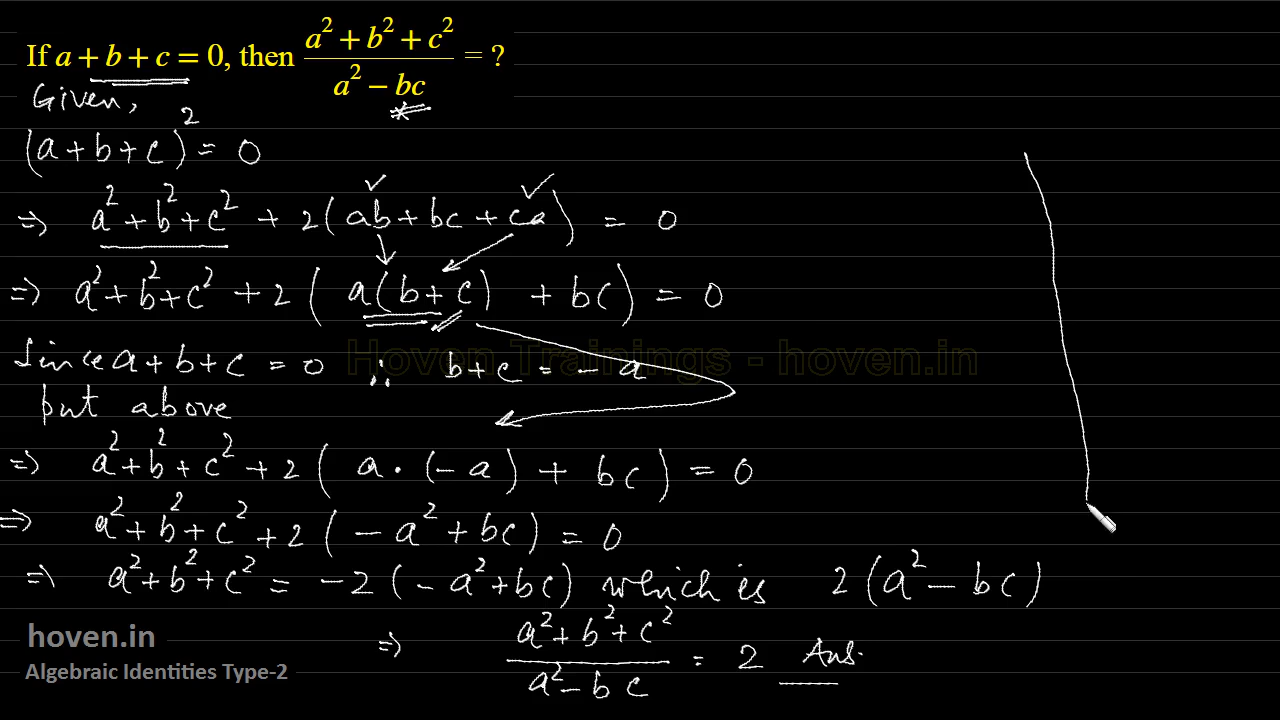 If a + b + c = 0, then (a² + b² + c²)/(a² − bc) = ?
Given,
(a+b+c)² = 0
⇒ a²+b²+c² + 2(ab+bc+ca) = 0
⇒ a²+b²+c² + 2( a(b+c) + bc) = 0
Since a+b+c = 0 ∴ b+c = -a
put above
⇒ a²+b²+c² + 2( a·(-a) + bc) = 0
⇒ a²+b²+c² + 2(-a²+bc) = 0
⇒ a²+b²+c² = -2(-a²+bc) which is 2(a²-bc)
⇒ (a²+b²+c²)/(a²-bc) = 2 Ans.
Hoven Trainings - hoven.in
hoven.in
Algebraic Identities Type-2